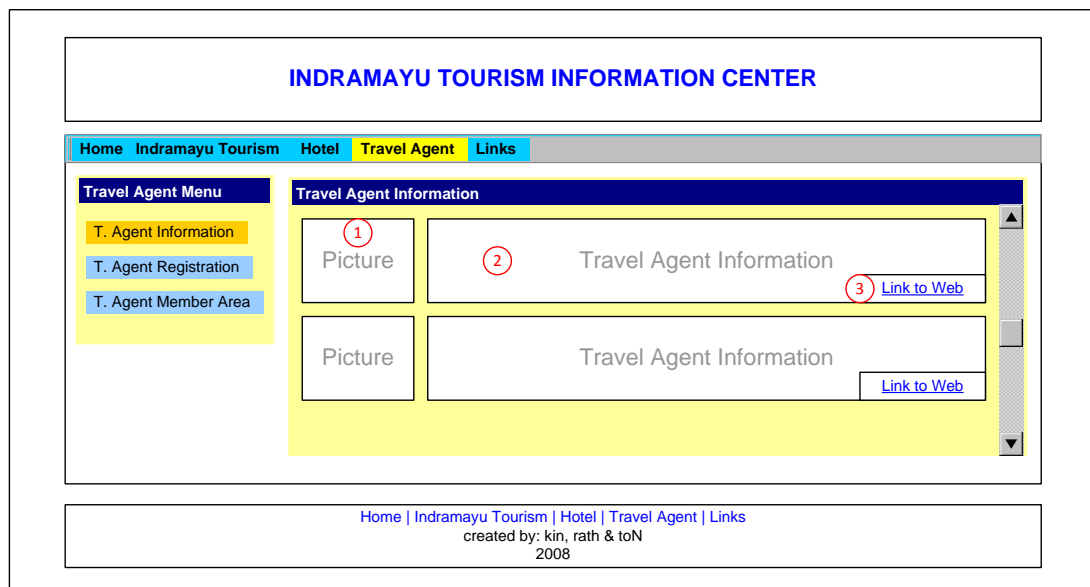 INDRAMAYU TOURISM INFORMATION CENTER
Home Indramayu Tourism Hotel Travel Agent Links
Travel Agent Menu
T. Agent Information
T. Agent Registration
T. Agent Member Area
Travel Agent Information
1
Picture
2
Travel Agent Information
3
Link to Web
Picture
Travel Agent Information
Link to Web
Home | Indramayu Tourism | Hotel | Travel Agent | Links
created by: kin, rath & toN
2008